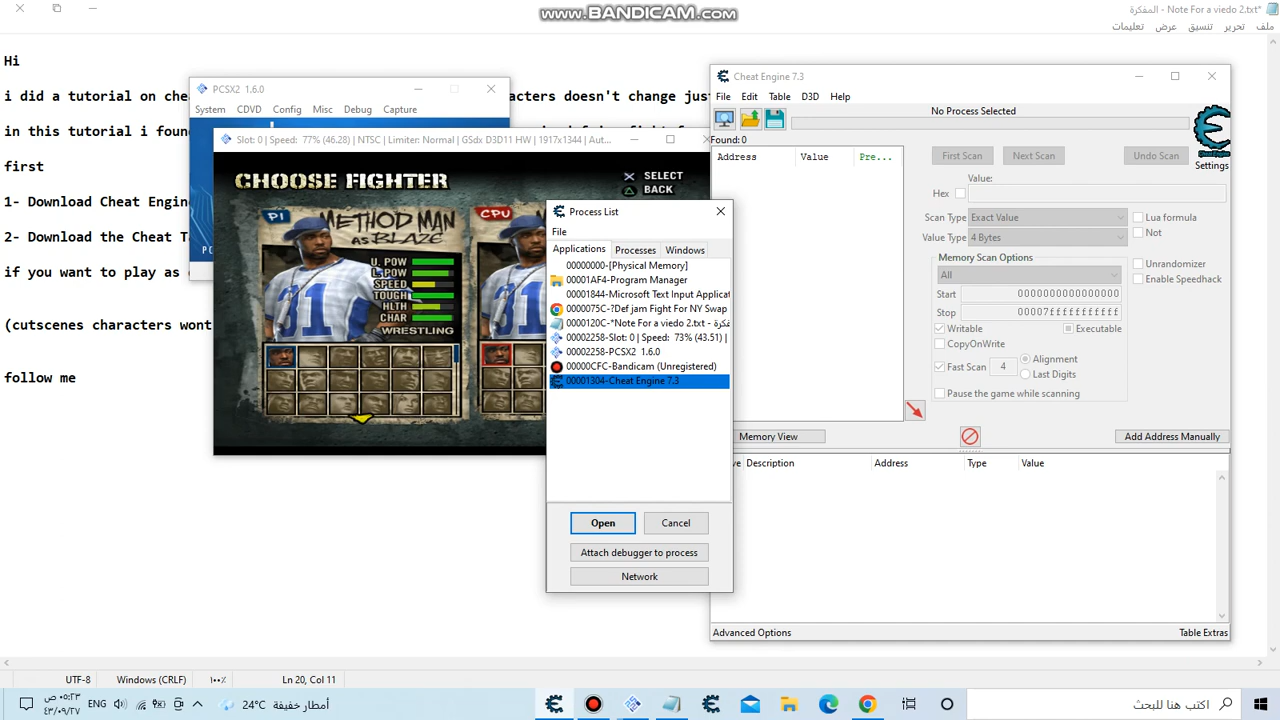 www.BANDICAM.com
*Note For a viedo 2.txt - المفكرة
ملف تحرير تنسيق عرض تعليمات
Hi
i did a tutorial on che
acters doesn't change jus
in this tutorial i foun
first
1- Download Cheat Engin
2- Download the Cheat T
if you want to play as
(cutscenes characters wont
follow me
PCSX2 1.6.0
System CDVD Config Misc Debug Capture
Slot: 0 | Speed: 77% (46.28) | NTSC | Limiter: Normal | GSdx D3D11 HW | 1917x1344 | Aut...
CHOOSE FIGHTER
SELECT
BACK
P1
METHOD MAN
as BLAZE
U. POW
L. POW
SPEED
TOUGH
HLTH
CHAR
WRESTLING
31
CPU
Process List
File
Applications Processes Windows
00000000-[Physical Memory]
00001AF4-Program Manager
00001844-Microsoft Text Input Applicat
0000075C-?Def jam Fight For NY Swap
0000120C-*Note For a viedo 2.txt - المفكرة
00002258-Slot: 0 | Speed: 73% (43.51) |
00002258-PCSX2 1.6.0
00000CFC-Bandicam (Unregistered)
00001304-Cheat Engine 7.3
Open Cancel
Attach debugger to process
Network
Cheat Engine 7.3
File Edit Table D3D Help
No Process Selected
Found: 0
Address Value Pre...
First Scan Next Scan Undo Scan
Settings
Value:
Hex
Scan Type Exact Value
Lua formula
Not
Value Type 4 Bytes
Memory Scan Options
All
Unrandomizer
Enable Speedhack
Start 0000000000000000
Stop 00007fffffffffff
Writable Executable
CopyOnWrite
Fast Scan 4 Alignment
Last Digits
Pause the game while scanning
Memory View
Add Address Manually
Description Address Type Value
Advanced Options Table Extras
UTF-8 Windows (CRLF) ١٠٠٪ Ln 20, Col 11
٠٥:٢٣ ص
٤٣/٠٩/٢٧
ENG
24°C أمطار خفيفة
اكتب هنا للبحث